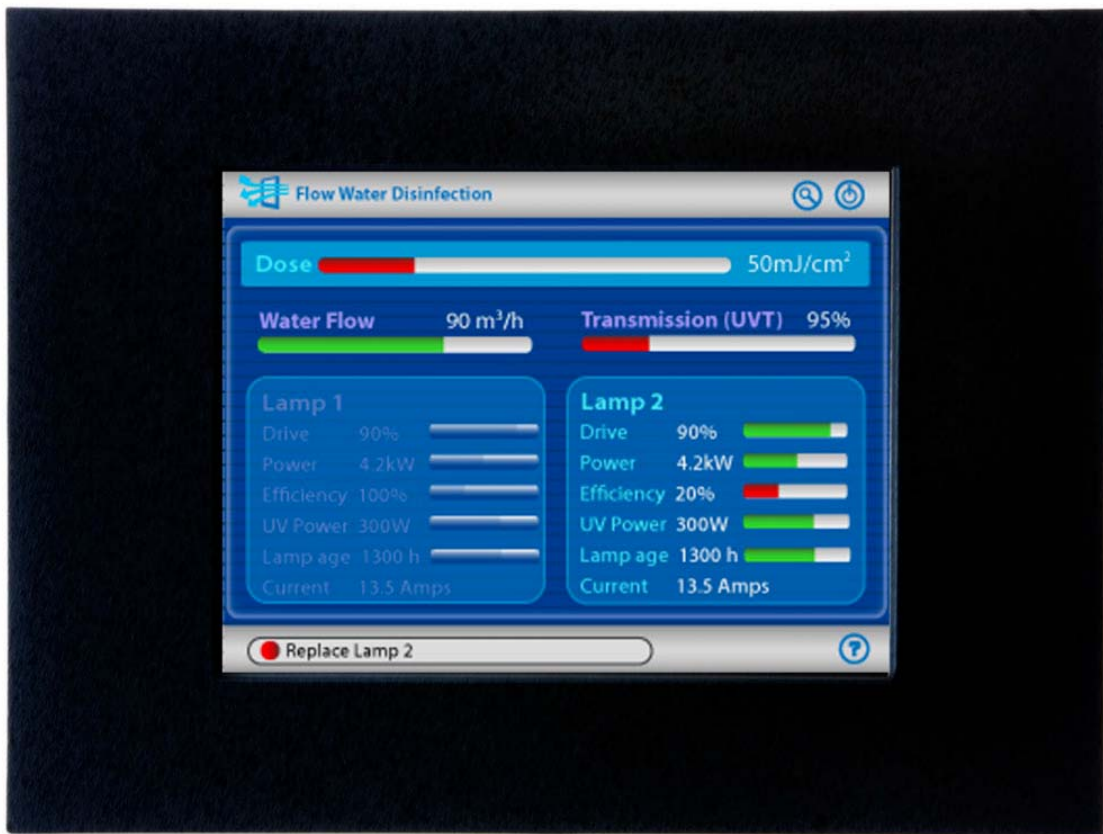 Flow Water Disinfection
Dose 50mJ/cm²
Water Flow 90 m³/h
Transmission (UVT) 95%
Lamp 1
Drive 90%
Power 4.2kW
Efficiency 100%
UV Power 300W
Lamp age 1300 h
Current 13.5 Amps
Lamp 2
Drive 90%
Power 4.2kW
Efficiency 20%
UV Power 300W
Lamp age 1300 h
Current 13.5 Amps
Replace Lamp 2
?